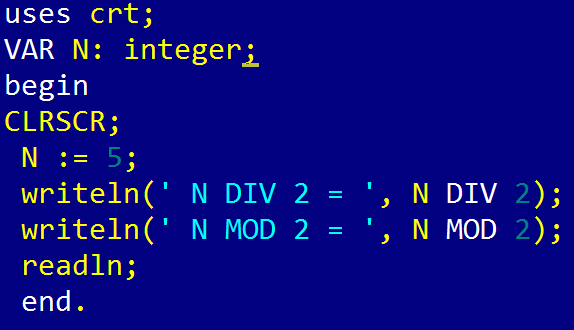 uses crt;
VAR N: integer;
begin
CLRSCR;
N := 5;
writeln(' N DIV 2 = ', N DIV 2);
writeln(' N MOD 2 = ', N MOD 2);
readln;
end.